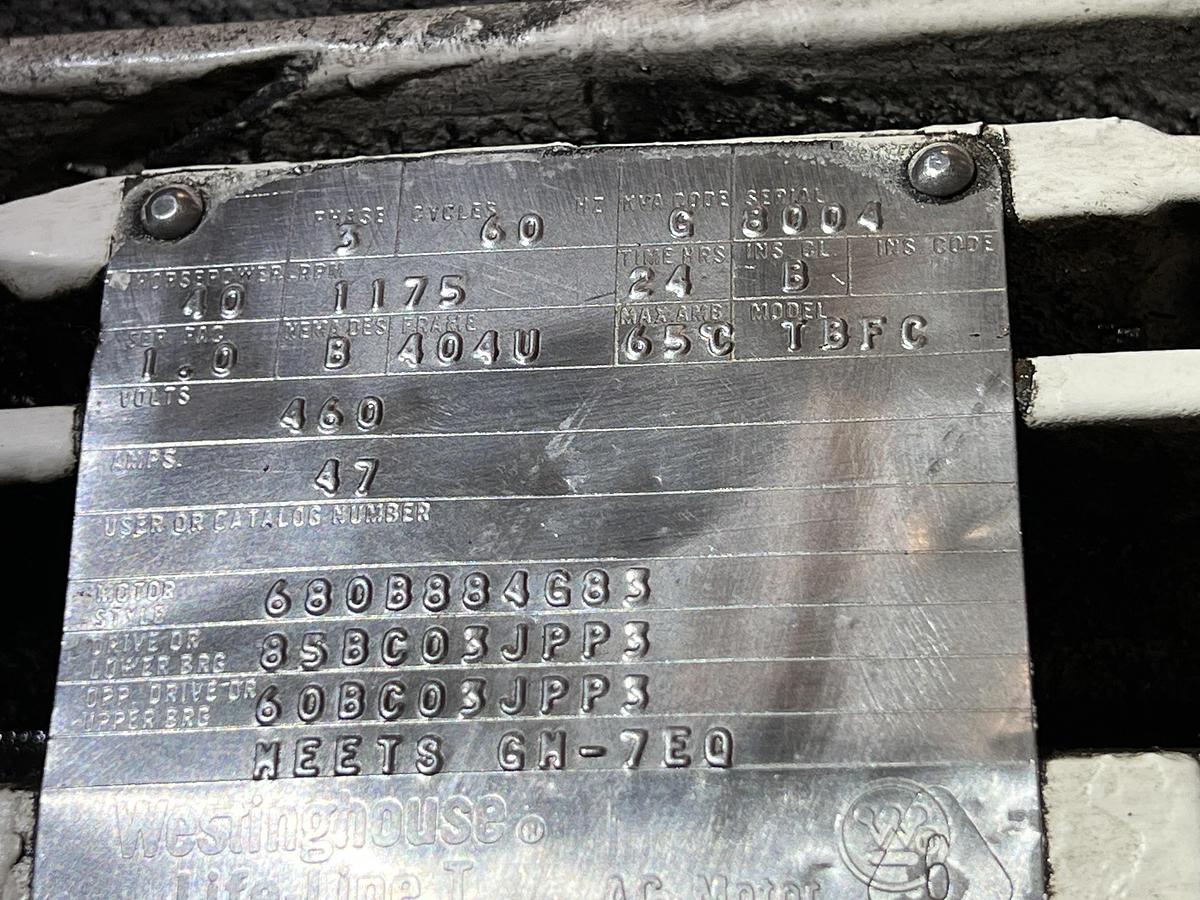 PHASE CYCLES HZ KVA CODE SERIAL
3 60 G 8004
HORSEPOWER RPM TIME HRS INS CL INS CODE
40 1175 24 B
SER FAC NEMA DES FRAME MAX AMB MODEL
1.0 B 404U 65°C TBFC
VOLTS 460
AMPS. 47
USER OR CATALOG NUMBER
MOTOR STYLE 680B884G83
DRIVE OR LOWER BRG 85BC03JPP3
OPP. DRIVE OR UPPER BRG 60BC03JPP3
MEETS GM-7EQ
Westinghouse®
Life-Line T AC Motor